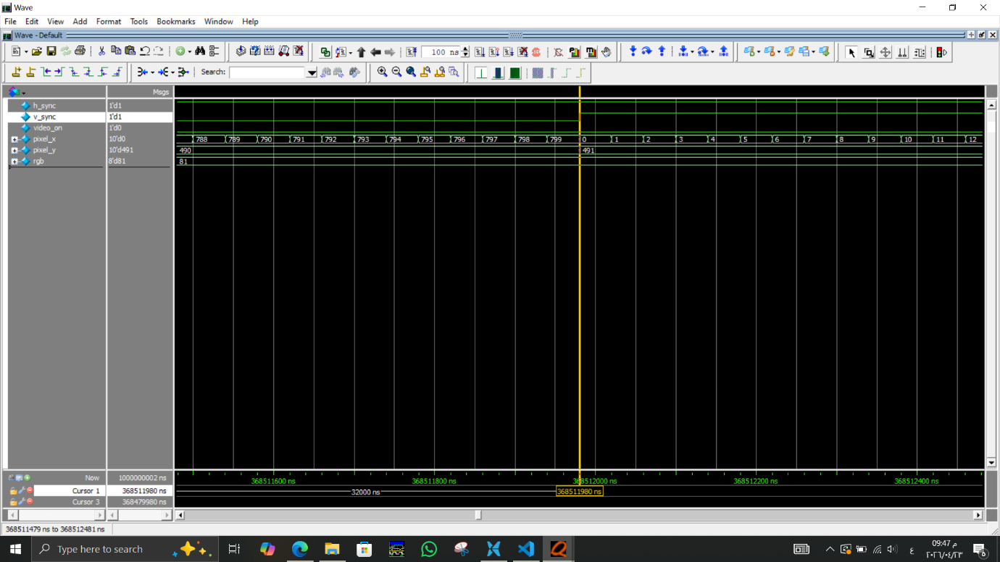 Wave
File Edit View Add Format Tools Bookmarks Window Help
Wave - Default
100 ns
Search:
Msgs
h_sync 1'd1
v_sync 1'd1
video_on 1'd0
pixel_x 10'd0 788 789 790 791 792 793 794 795 796 797 798 799 0 1 2 3 4 5 6 7 8 9 10 11 12
pixel_y 10'd491 490 491
rgb 8'd81 81
Now 1000000002 ns 368511600 ns 368511800 ns 368512000 ns 368512200 ns 368512400 ns
Cursor 1 368511980 ns 32000 ns 368511980 ns
Cursor 3 368479980 ns
368511479 ns to 368512481 ns
Type here to search
ع
09:47 م
٢٠٢٦/٠٤/٢٣
6